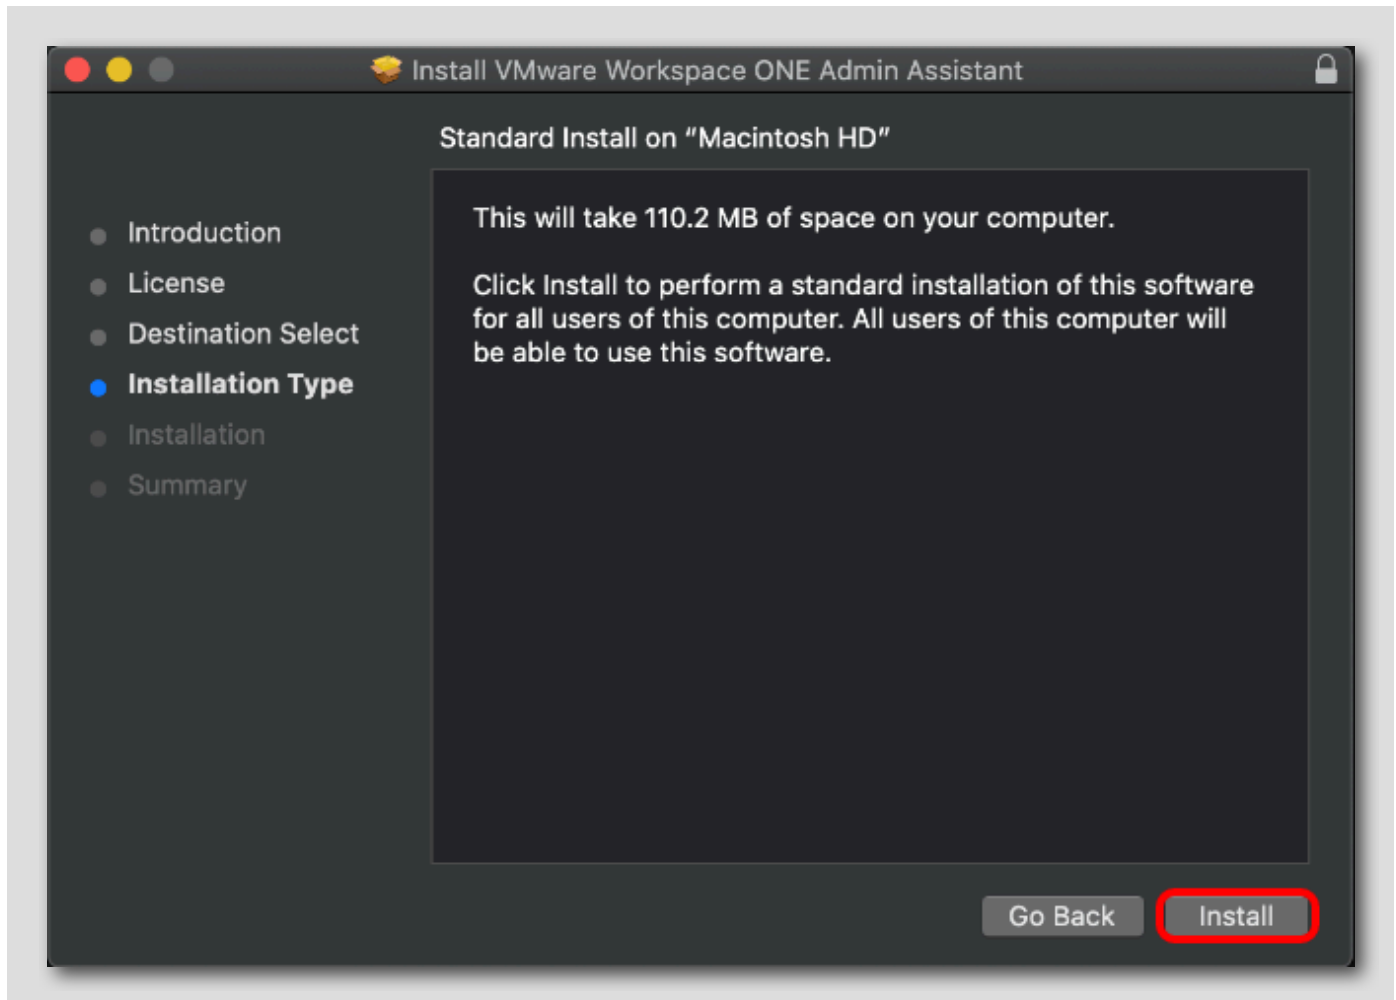 Install VMware Workspace ONE Admin Assistant
Standard Install on “Macintosh HD”
Introduction
License
Destination Select
Installation Type
Installation
Summary
This will take 110.2 MB of space on your computer.
Click Install to perform a standard installation of this software
for all users of this computer. All users of this computer will
be able to use this software.
Go Back
Install